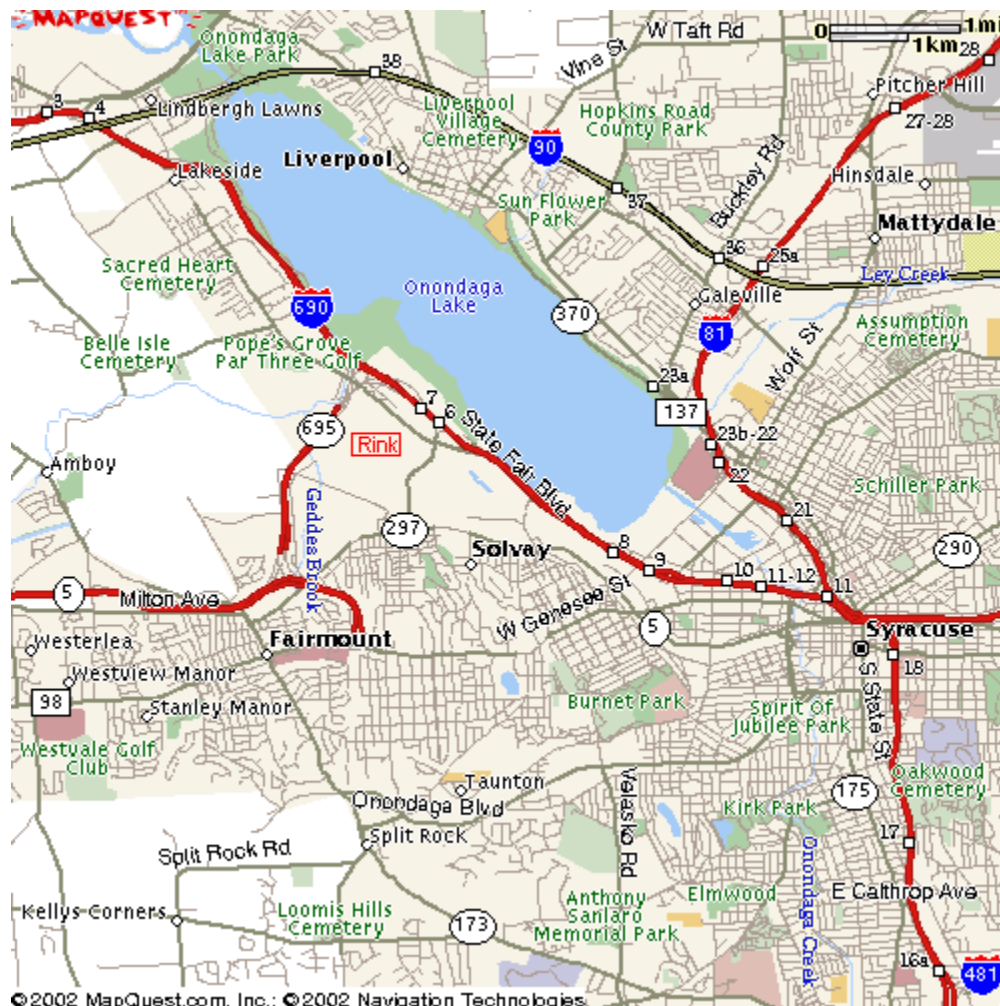 MAPQUEST
Onondaga
Lake Park
W Taft Rd
0
1mi
1km
28
Vine St
38
Pitcher Hill
3
4
Lindbergh Lawns
Liverpool
Village
Cemetery
Hopkins Road
County Park
27-28
90
Liverpool
Lakeside
Buckley Rd
Hinsdale
37
Sun Flower
Park
Mattydale
36
25a
Sacred Heart
Cemetery
Ley Creek
Onondaga
Lake
Galeville
690
370
81
Assumption
Cemetery
Belle Isle
Cemetery
Pope's Grove
Par Three Golf
Wolf St
23a
7
6
137
State Fair Blvd
695
Rink
23b-22
Amboy
22
Schiller Park
Geddes Brook
21
297
Solvay
8
290
9
10
11-12
11
5
Milton Ave
W Genesee St
5
Westerlea
Fairmount
Syracuse
18
Westview Manor
98
Stanley Manor
Burnet Park
Spirit Of
Jubilee Park
S State St
Westvale Golf
Club
Taunton
Velasko Rd
Oakwood
Cemetery
175
Onondaga Blvd
Kirk Park
Split Rock
17
Split Rock Rd
Onondaga Creek
Elmwood
E Calthrop Ave
Kellys Corners
Loomis Hills
Cemetery
173
Anthony
Sanlaro
Memorial Park
16a
481
©2002 MapQuest.com, Inc.; ©2002 Navigation Technologies